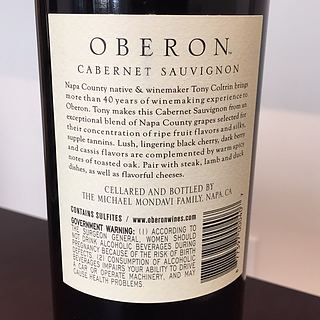 OBERON™
CABERNET SAUVIGNON
Napa County native & winemaker Tony Coltrin brings
more than 40 years of winemaking experience to
Oberon. Tony makes this Cabernet Sauvignon from an
exceptional blend of Napa County grapes selected for
their concentration of ripe fruit flavors and silky,
supple tannins. Lush, lingering black cherry, dark berry
and cassis flavors are complemented by warm spicy
notes of toasted oak. Pair with steak, lamb and duck
dishes, as well as flavorful cheeses.
CELLARED AND BOTTLED BY
THE MICHAEL MONDAVI FAMILY, NAPA, CA
CONTAINS SULFITES / www.oberonwines.com
GOVERNMENT WARNING: (1) ACCORDING TO
THE SURGEON GENERAL, WOMEN SHOULD
NOT DRINK ALCOHOLIC BEVERAGES DURING
PREGNANCY BECAUSE OF THE RISK OF BIRTH
DEFECTS. (2) CONSUMPTION OF ALCOHOLIC
BEVERAGES IMPAIRS YOUR ABILITY TO DRIVE
A CAR OR OPERATE MACHINERY, AND MAY
CAUSE HEALTH PROBLEMS.